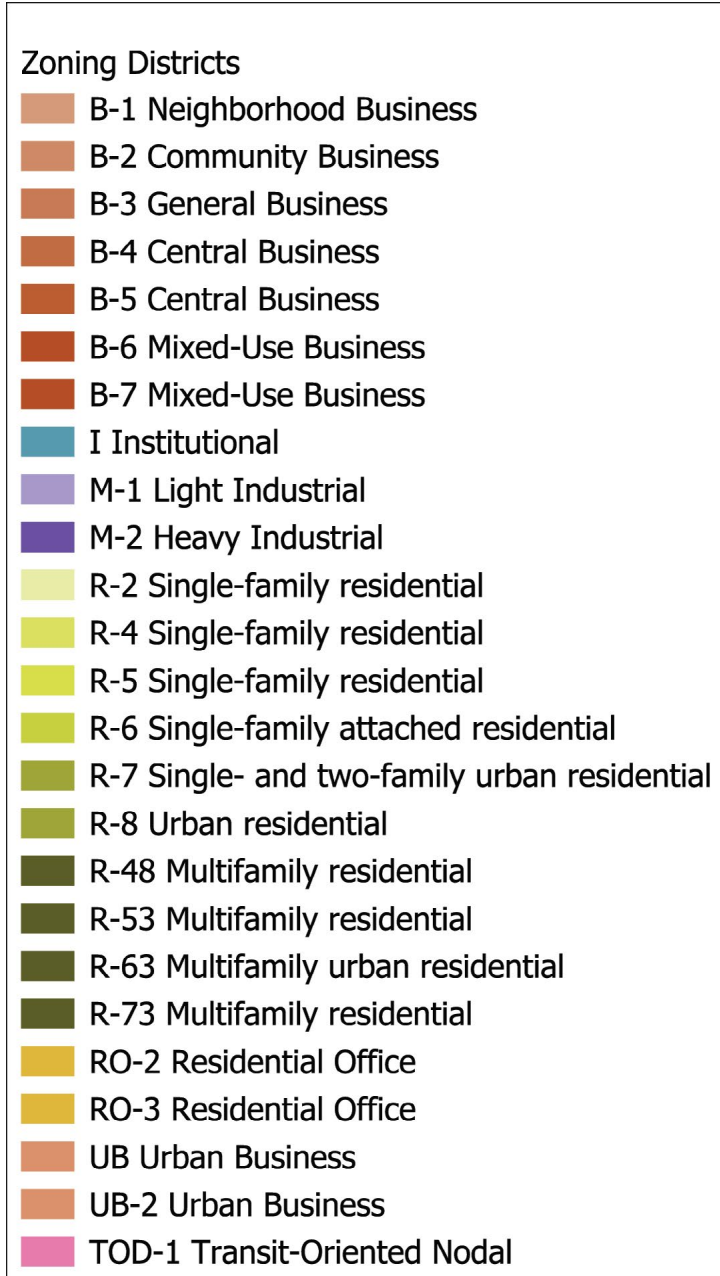 Zoning Districts
B-1 Neighborhood Business
B-2 Community Business
B-3 General Business
B-4 Central Business
B-5 Central Business
B-6 Mixed-Use Business
B-7 Mixed-Use Business
I Institutional
M-1 Light Industrial
M-2 Heavy Industrial
R-2 Single-family residential
R-4 Single-family residential
R-5 Single-family residential
R-6 Single-family attached residential
R-7 Single- and two-family urban residential
R-8 Urban residential
R-48 Multifamily residential
R-53 Multifamily residential
R-63 Multifamily urban residential
R-73 Multifamily residential
RO-2 Residential Office
RO-3 Residential Office
UB Urban Business
UB-2 Urban Business
TOD-1 Transit-Oriented Nodal